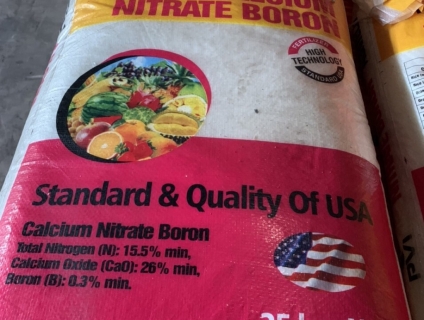 NITRATE BORON
FERTILIZER
HIGH
TECHNOLOGY
STANDARD
Standard & Quality Of USA
Calcium Nitrate Boron
Total Nitrogen (N): 15.5% min,
Calcium Oxide (CaO): 26% min,
Boron (B): 0.3% min.